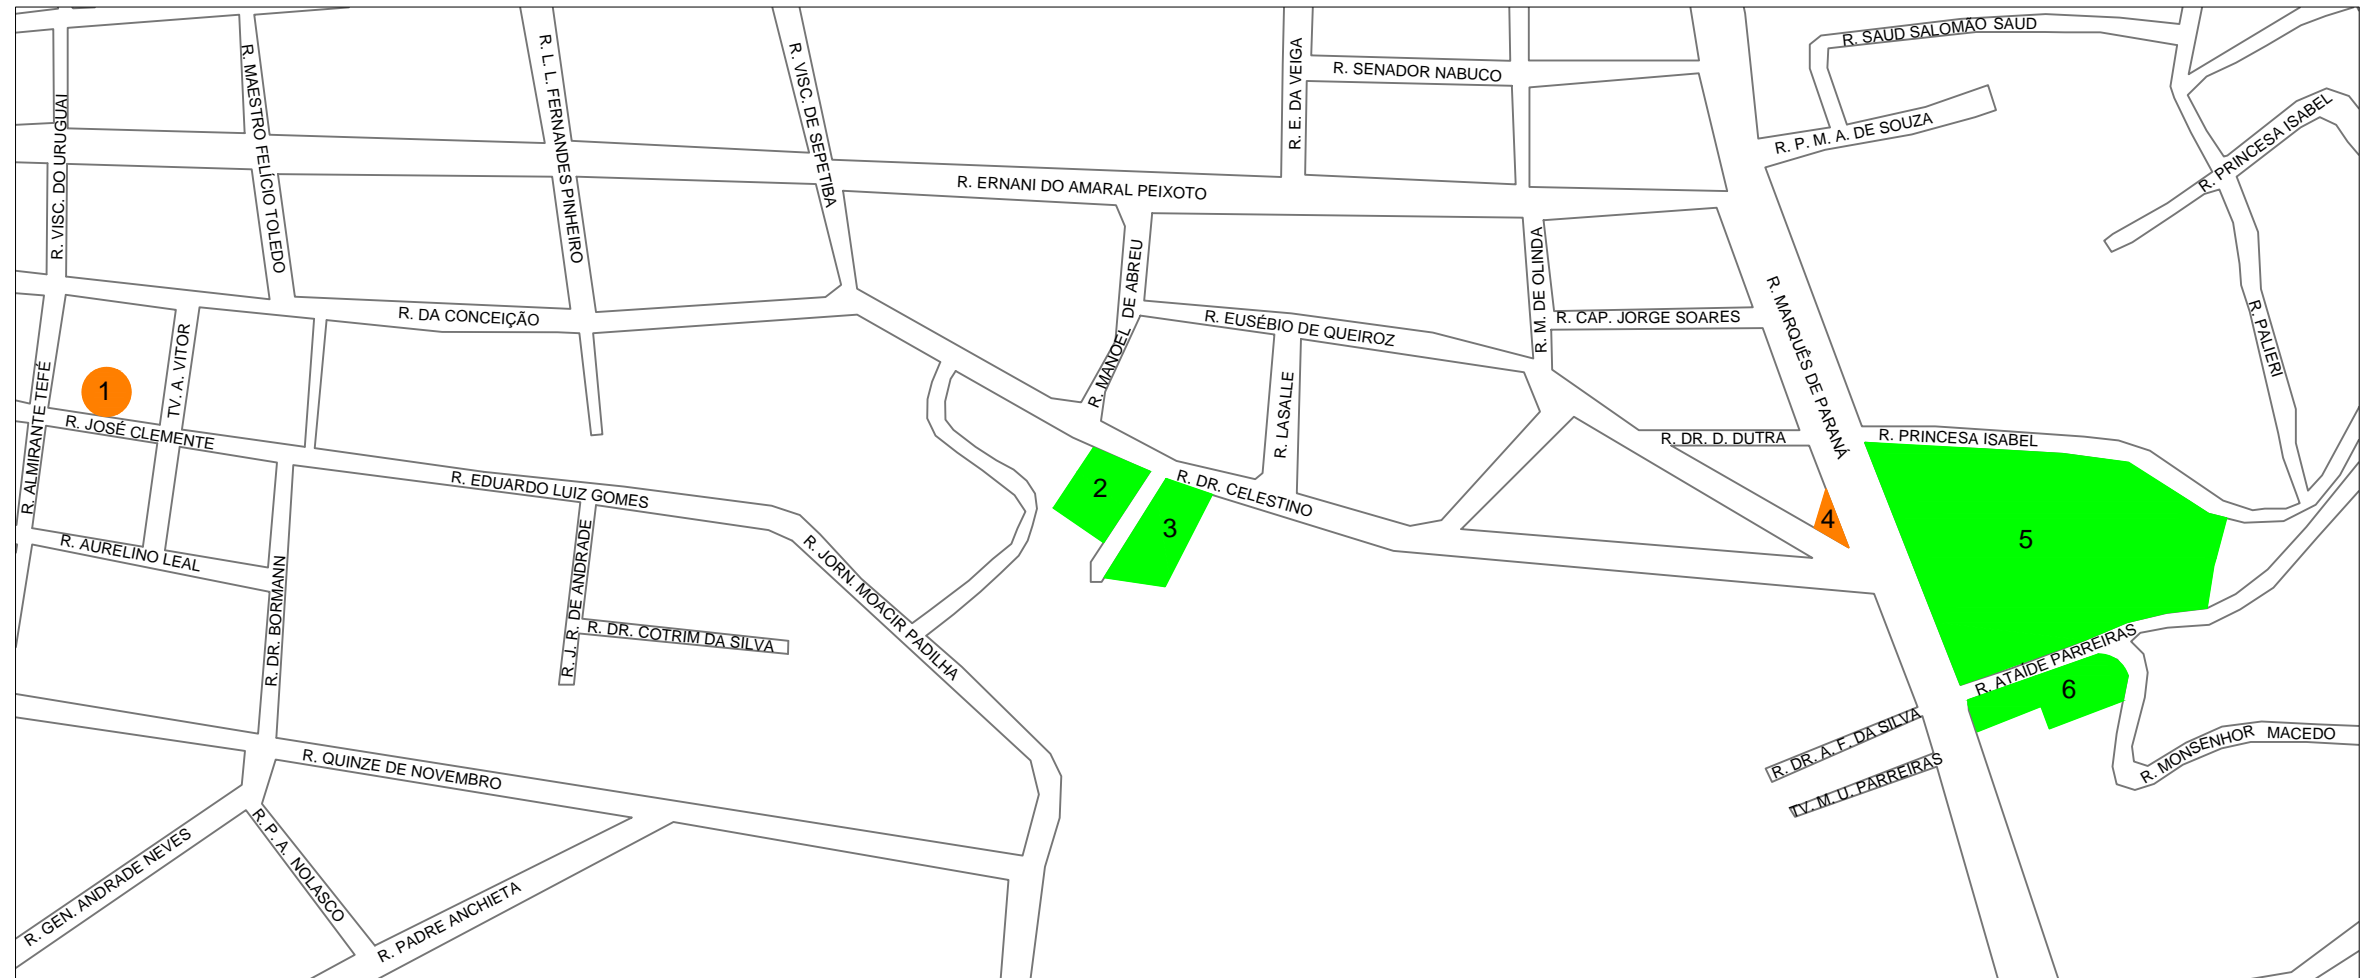 R. SAUD SALOMÃO SAUD
R. VISC. DO URUGUAI
R. MAESTRO FELÍCIO TOLEDO
R. L. L. FERNANDES PINHEIRO
R. VISC. DE SEPETIBA
R. E. DA VEIGA
R. SENADOR NABUCO
R. P. M. A. DE SOUZA
R. PRINCESA ISABEL
R. ERNANI DO AMARAL PEIXOTO
R. MANOEL DE ABREU
R. M. DE OLINDA
R. MARQUÊS DE PARANÁ
R. PALIERI
R. DA CONCEIÇÃO
R. EUSÉBIO DE QUEIROZ
R. CAP. JORGE SOARES
R. ALMIRANTE TEFÉ
1
TV. A. VITOR
R. LASALLE
R. JOSÉ CLEMENTE
R. DR. D. DUTRA
R. PRINCESA ISABEL
R. EDUARDO LUIZ GOMES
2
R. DR. CELESTINO
3
4
5
R. AURELINO LEAL
R. DR. BORMANN
R. J. R. DE ANDRADE
R. DR. COTRIM DA SILVA
R. JORN. MOACIR PADILHA
R. ATAÍDE PARREIRAS
6
R. DR. A. F. DA SILVA
TV. M. U. PARREIRAS
R. MONSENHOR MACEDO
R. QUINZE DE NOVEMBRO
R. GEN. ANDRADE NEVES
R. P. A. NOLASCO
R. PADRE ANCHIETA